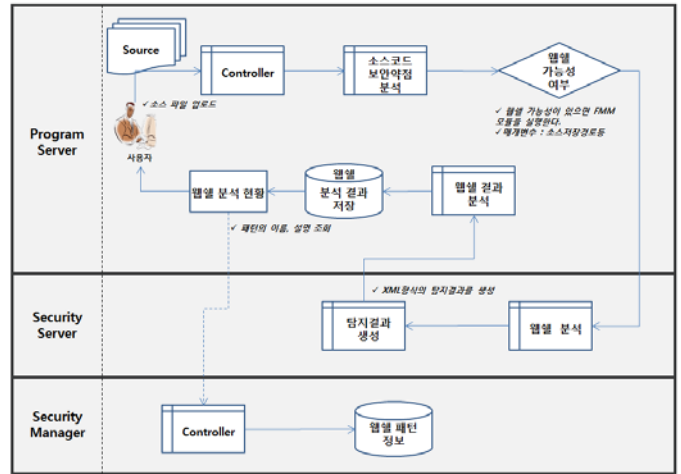 Source
Controller
소스코드
보안약점
분석
웹쉘
가능성
여부
✓ 소스 파일 업로드
✓ 웹쉘 가능성이 있으면 FMM
모듈을 실행한다.
✓ 매개변수 : 소스저장경로등
Program
Server
사용자
웹쉘 분석 현황
웹쉘
분석 결과
저장
웹쉘 결과
분석
✓ 패턴의 이름, 설명 조회
✓ XML형식의 탐지결과를 생성
Security
Server
탐지결과
생성
웹쉘 분석
Security
Manager
Controller
웹쉘 패턴
정보